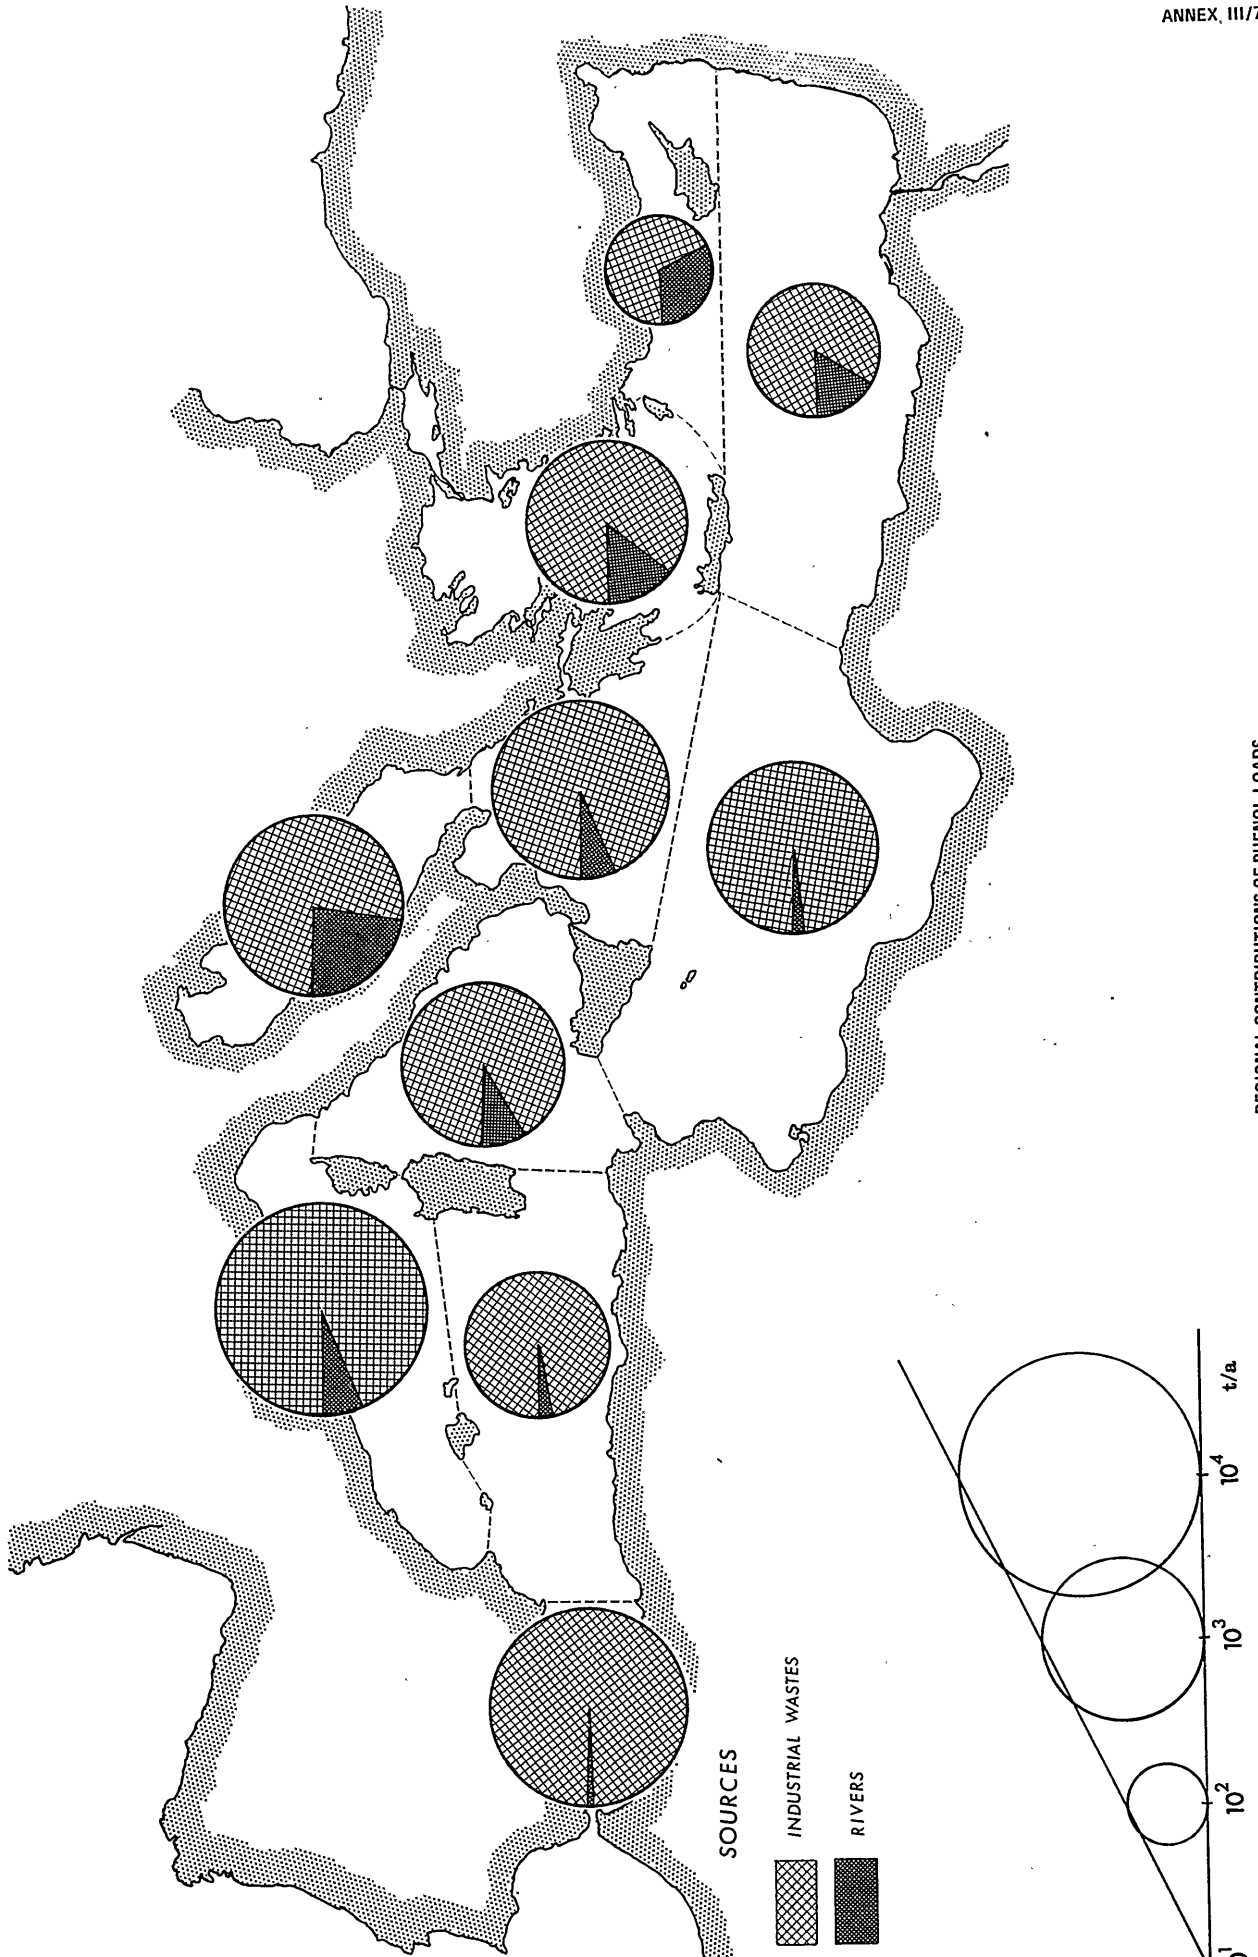 ANNEX III/7
SOURCES
INDUSTRIAL WASTES
RIVERS
10² 10³ 10⁴ t/a